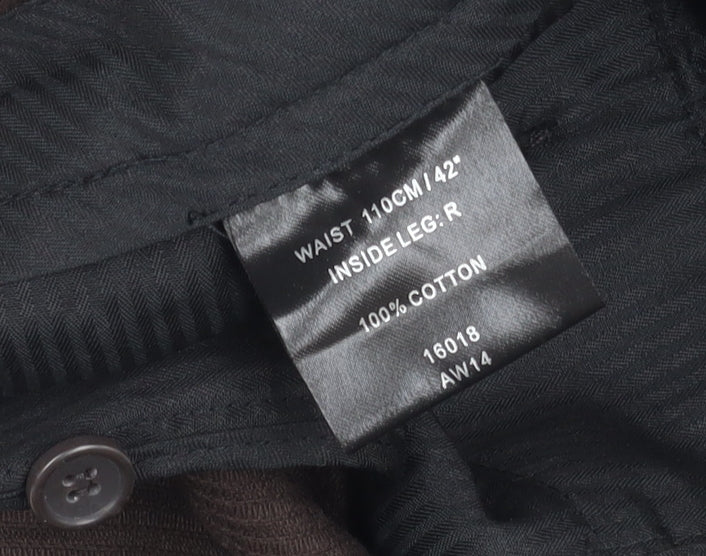 WAIST 110CM / 42"
INSIDE LEG: R
100% COTTON
16018
AW14